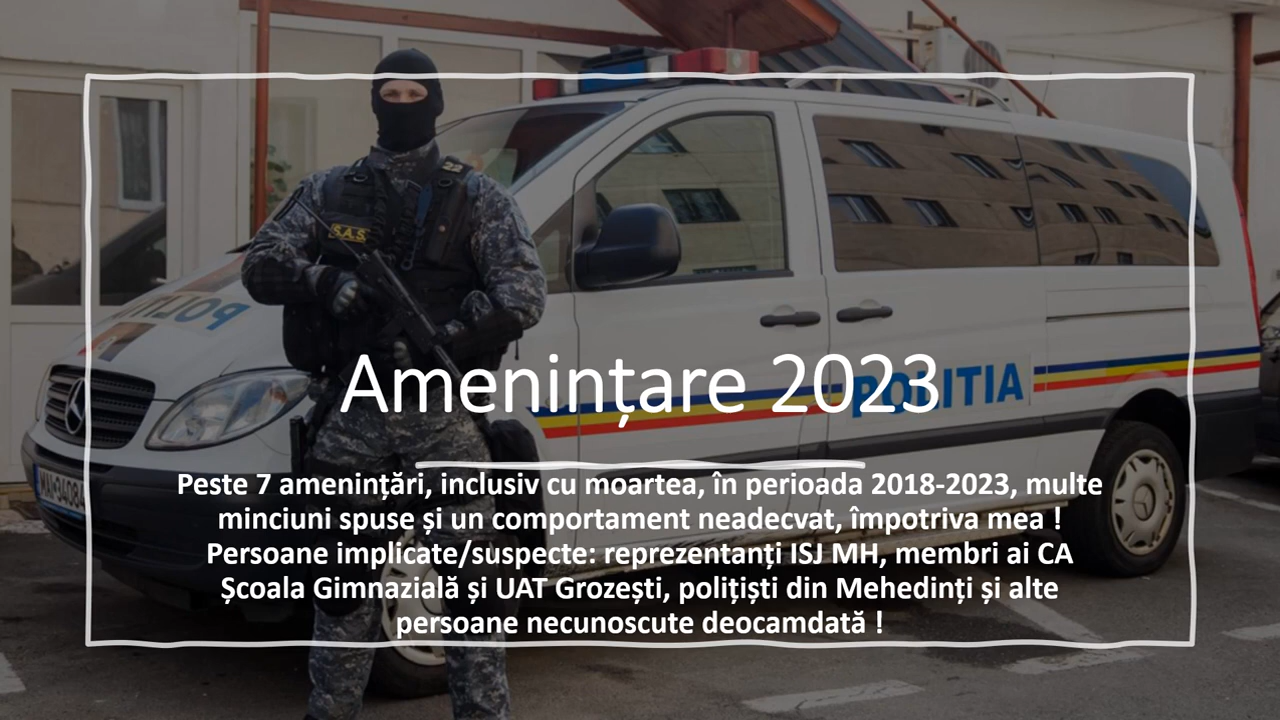 22
S.A.S.
POLIȚIA
Amenințare 2023
POLITIA
Peste 7 amenințări, inclusiv cu moartea, în perioada 2018-2023, multe
minciuni spuse și un comportament neadecvat, împotriva mea !
Persoane implicate/suspecte: reprezentanți ISJ MH, membri ai CA
Școala Gimnazială și UAT Grozești, polițiști din Mehedinți și alte
persoane necunoscute deocamdată !